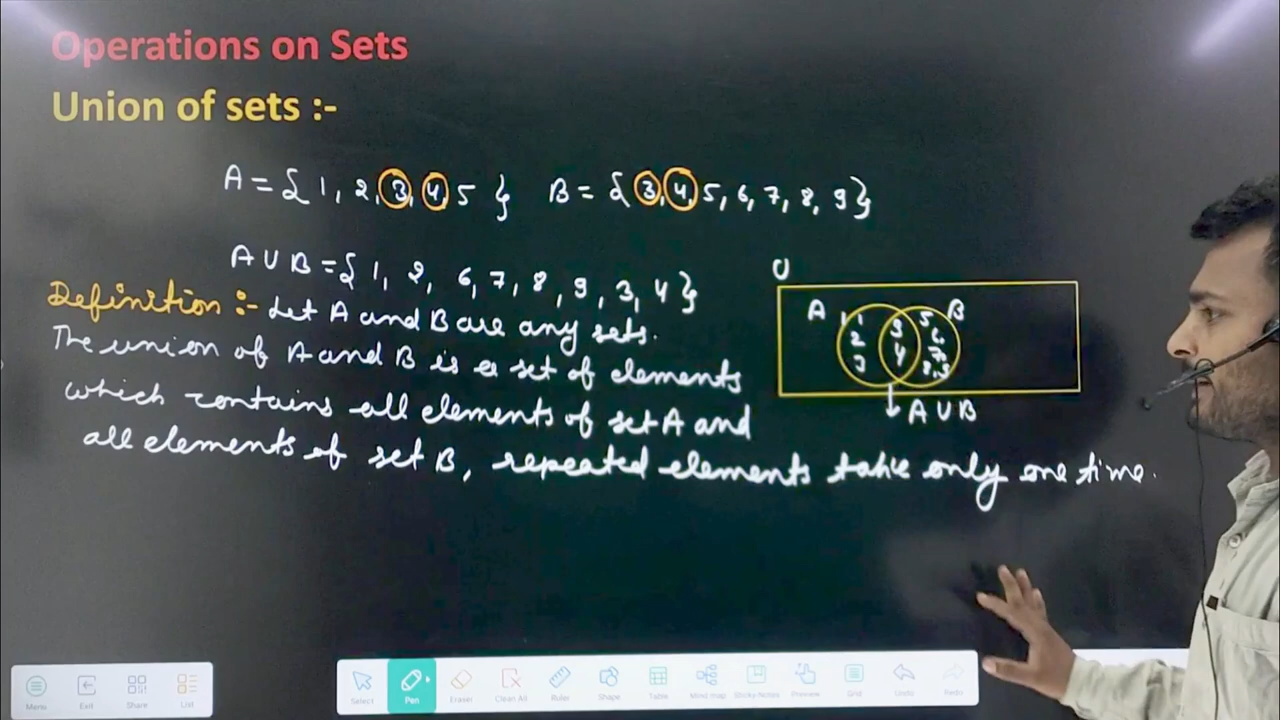 Operations on Sets
Union of sets :-
A = { 1, 2, 3, 4, 5 } B = { 3, 4, 5, 6, 7, 8, 9 }
A ∪ B = { 1, 2, 6, 7, 8, 9, 3, 4 }
Definition :- Let A and B are any sets.
The union of A and B is a set of elements
which contains all elements of set A and
all elements of set B, repeated elements take only one time.
U
A B
1 3 5
2 4 6
3 7
A ∪ B
Menu Exit Share List Select Pen Eraser Clean All Ruler Shape Table Mind map Sticky-Notes Preview Grid Undo Redo